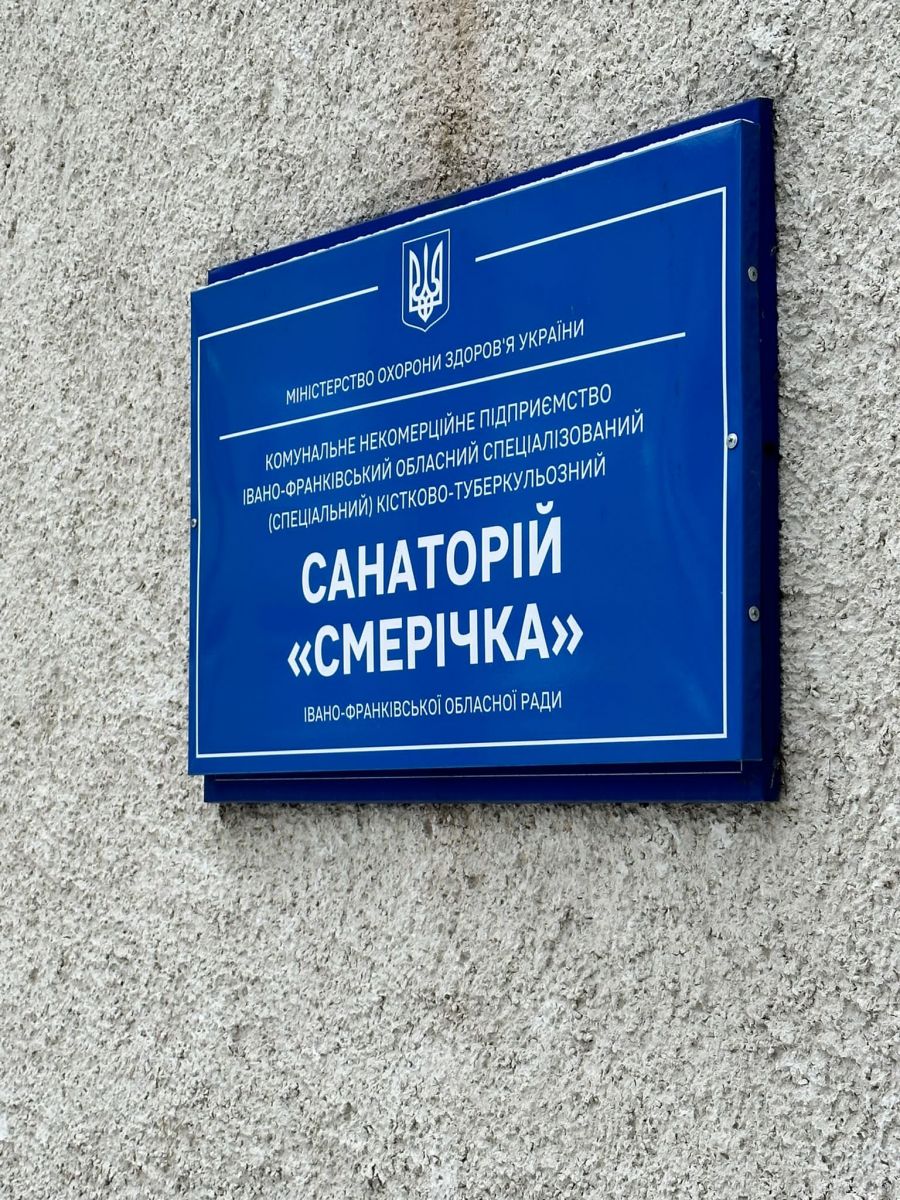 МІНІСТЕРСТВО ОХОРОНИ ЗДОРОВ'Я УКРАЇНИ
КОМУНАЛЬНЕ НЕКОМЕРЦІЙНЕ ПІДПРИЄМСТВО
ІВАНО-ФРАНКІВСЬКИЙ ОБЛАСНИЙ СПЕЦІАЛІЗОВАНИЙ
(СПЕЦІАЛЬНИЙ) КІСТКОВО-ТУБЕРКУЛЬОЗНИЙ
САНАТОРІЙ
«СМЕРІЧКА»
ІВАНО-ФРАНКІВСЬКОЇ ОБЛАСНОЇ РАДИ